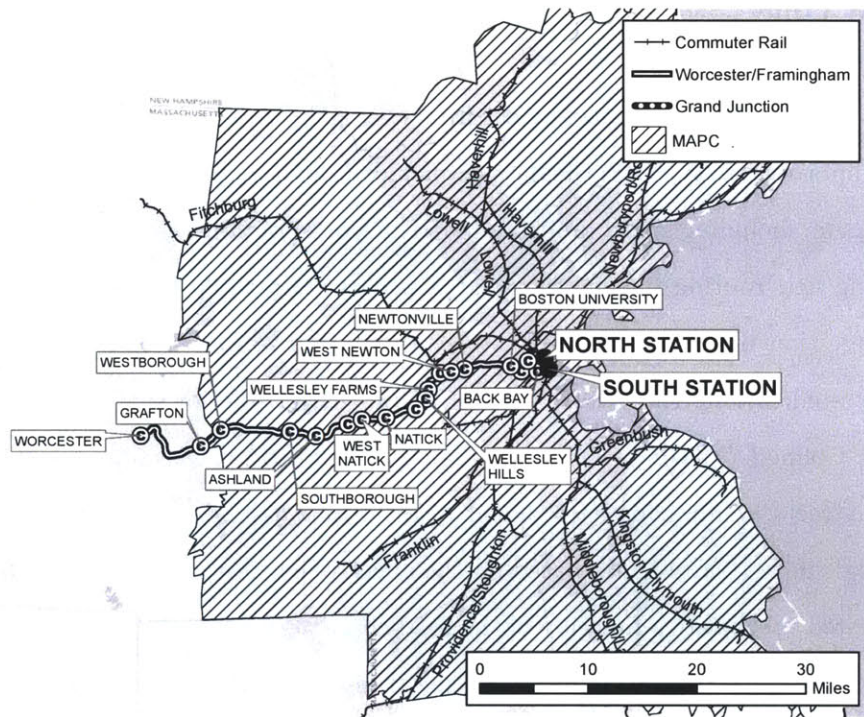 Commuter Rail
Worcester/Framingham
Grand Junction
MAPC
NEW HAMPSHIRE
MASSACHUSETT
Fitchburg
Haverhill
Lowell
Haverhill
Lowell
Newburyport/Ro
BOSTON UNIVERSITY
NEWTONVILLE
WEST NEWTON
NORTH STATION
WESTBOROUGH
WELLESLEY FARMS
SOUTH STATION
BACK BAY
GRAFTON
WORCESTER
NATICK
WEST
NATICK
WELLESLEY
HILLS
ASHLAND
SOUTHBOROUGH
Greenbush
Franklin
Kingston/Plymouth
Providence/Stoughton
Middleborough/L
0 10 20 30
Miles